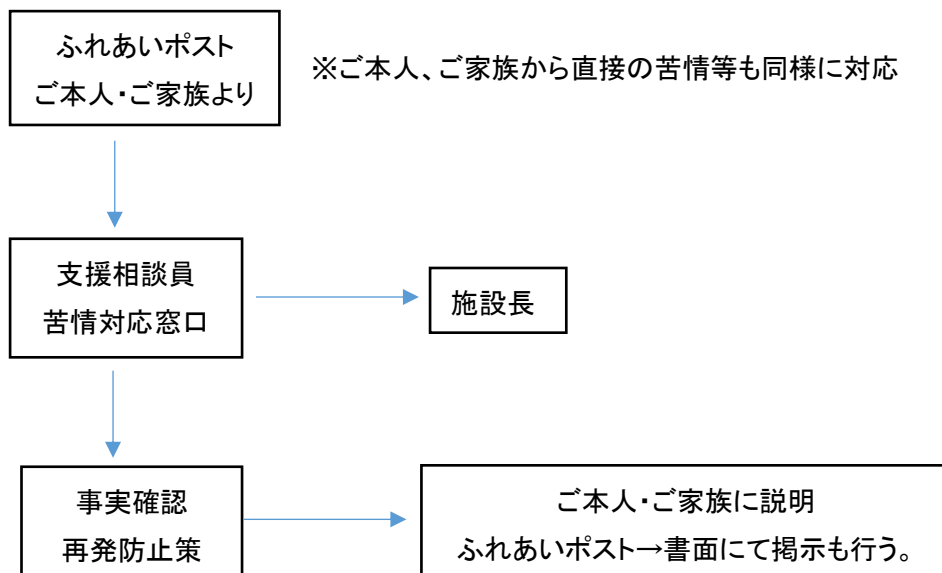 ふれあいポスト
ご本人・ご家族より
※ご本人、ご家族から直接の苦情等も同様に対応
支援相談員
苦情対応窓口
施設長
事実確認
再発防止策
ご本人・ご家族に説明
ふれあいポスト→書面にて掲示も行う。